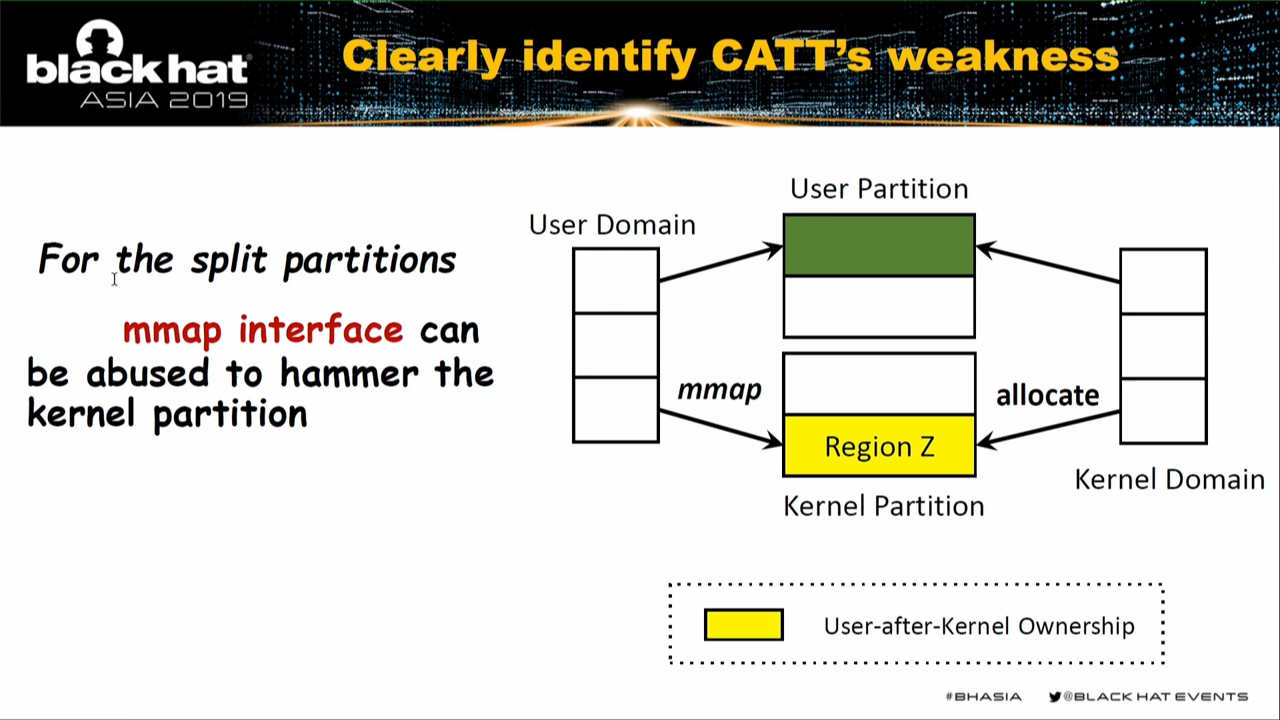 black hat
ASIA 2019
Clearly identify CATT's weakness
For the split partitions
mmap interface can
be abused to hammer the
kernel partition
User Domain
User Partition
mmap
allocate
Region Z
Kernel Partition
Kernel Domain
User-after-Kernel Ownership
#BHASIA
@BLACK HAT EVENTS